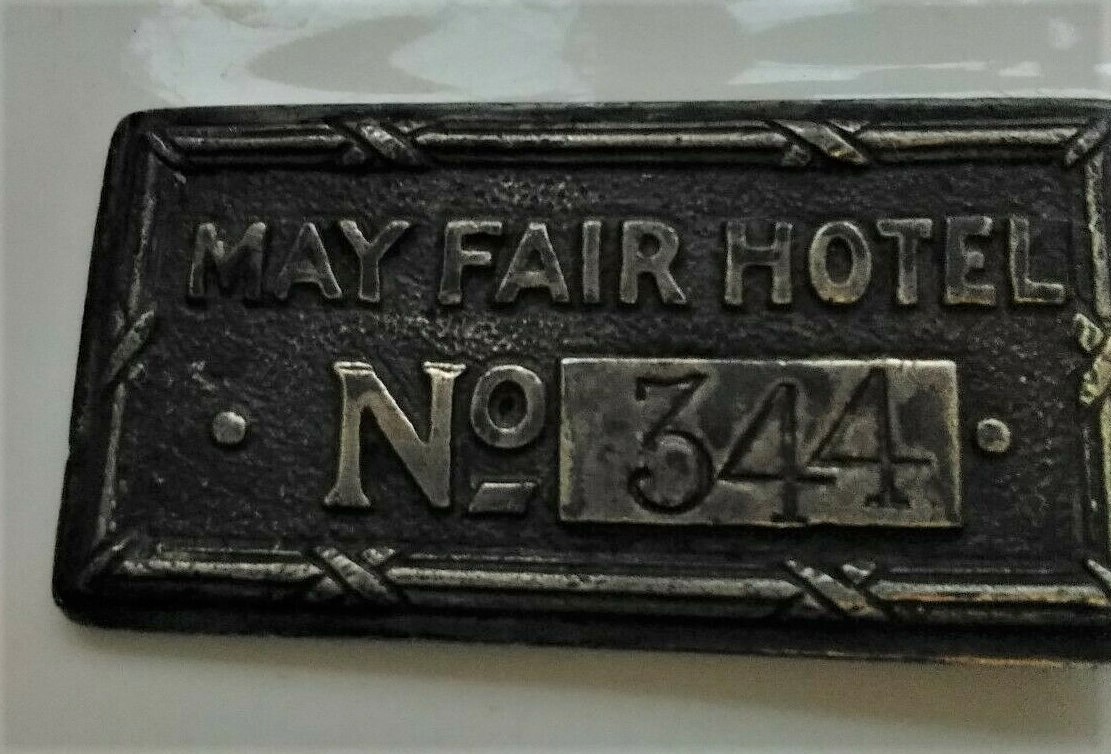 MAY FAIR HOTEL
· Nº 344 ·